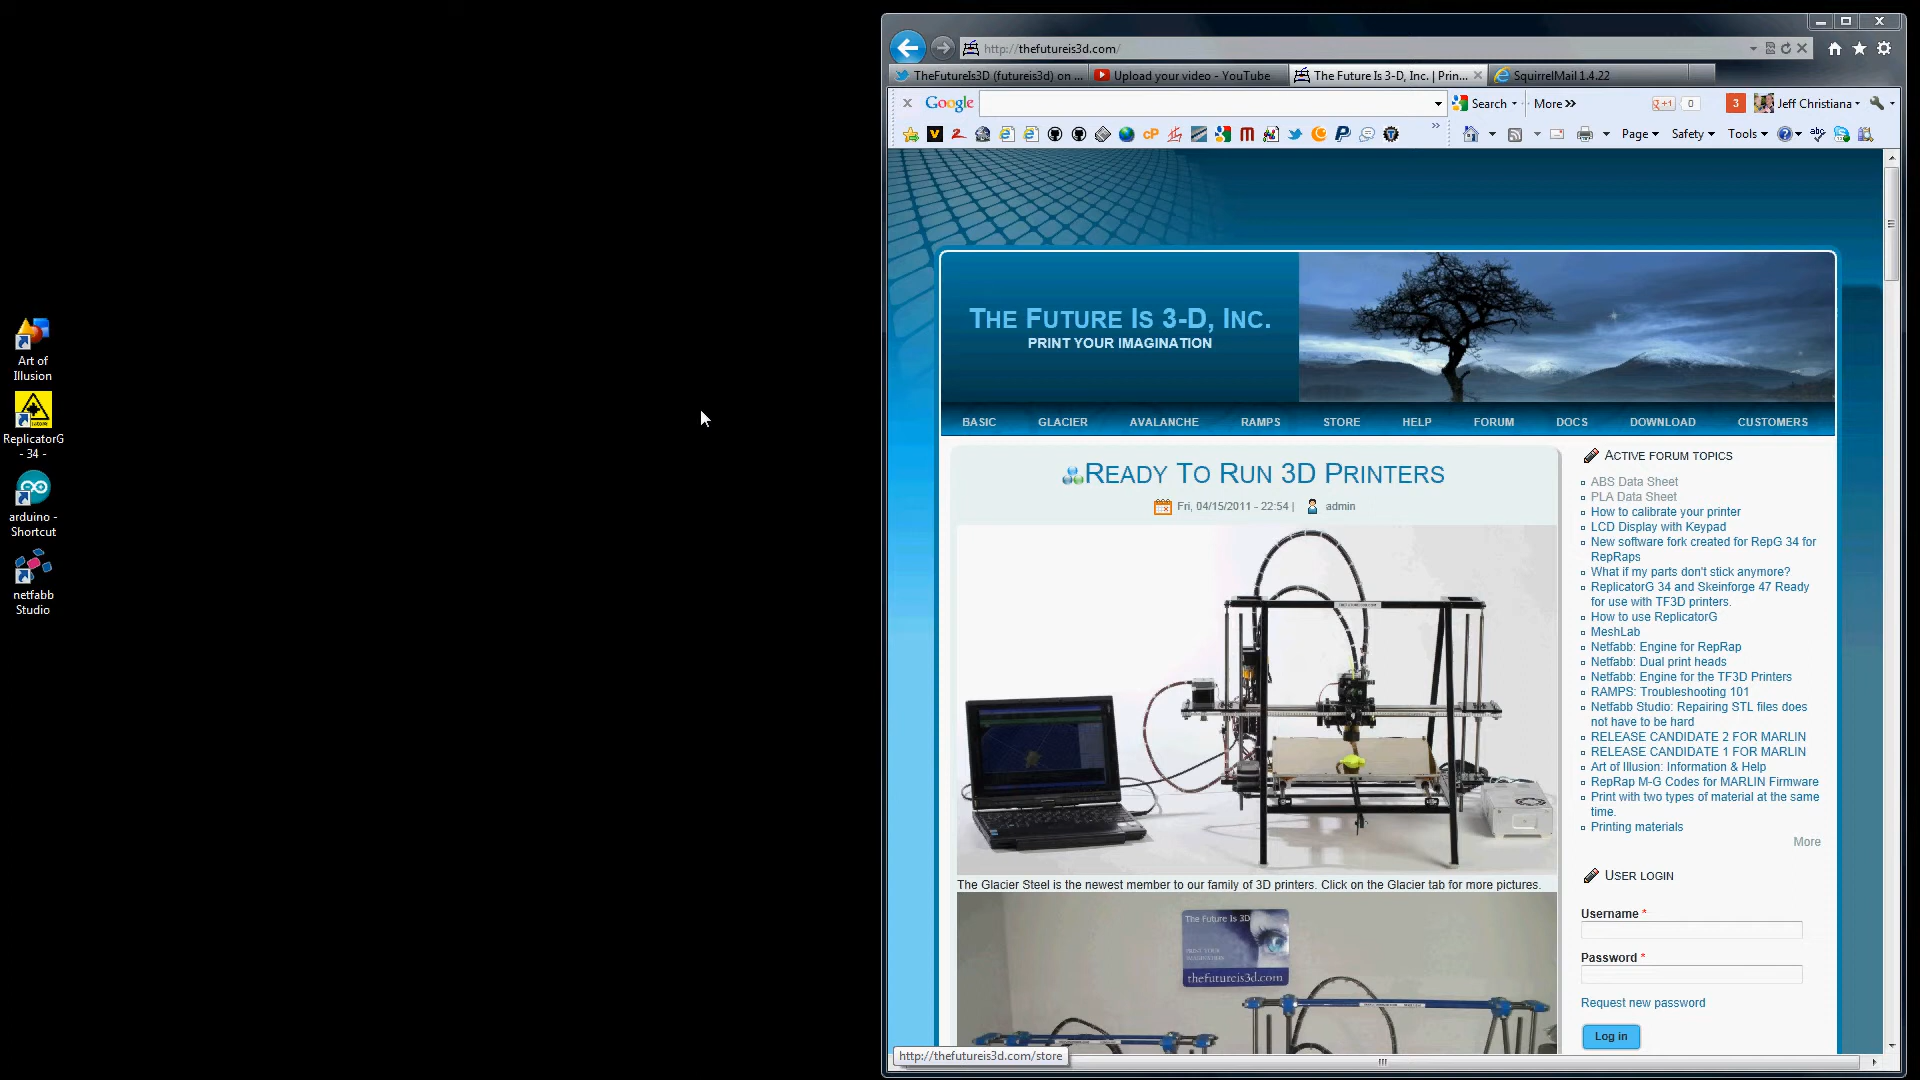 Art of
Illusion
ReplicatorG
- 34 -
arduino -
Shortcut
netfabb
Studio
http://thefutureis3d.com/
TheFutureIs3D (futureis3d) on ...
Upload your video - YouTube
The Future Is 3-D, Inc. | Prin...
SquirrelMail 1.4.22
Google
Search
More »
+1
0
3
Jeff Christiana
cP
Page
Safety
Tools
THE FUTURE IS 3-D, INC.
PRINT YOUR IMAGINATION
BASIC
GLACIER
AVALANCHE
RAMPS
STORE
HELP
FORUM
DOCS
DOWNLOAD
CUSTOMERS
READY TO RUN 3D PRINTERS
Fri, 04/15/2011 - 22:54 |
admin
The Glacier Steel is the newest member to our family of 3D printers. Click on the Glacier tab for more pictures.
The Future Is 3D
PRINT YOUR
IMAGINATION
thefutureis3d.com
http://thefutureis3d.com/store
ACTIVE FORUM TOPICS
ABS Data Sheet
PLA Data Sheet
How to calibrate your printer
LCD Display with Keypad
New software fork created for RepG 34 for
RepRaps
What if my parts don't stick anymore?
ReplicatorG 34 and Skeinforge 47 Ready
for use with TF3D printers.
How to use ReplicatorG
MeshLab
Netfabb: Engine for RepRap
Netfabb: Dual print heads
Netfabb: Engine for the TF3D Printers
RAMPS: Troubleshooting 101
Netfabb Studio: Repairing STL files does
not have to be hard
RELEASE CANDIDATE 2 FOR MARLIN
RELEASE CANDIDATE 1 FOR MARLIN
Art of Illusion: Information & Help
RepRap M-G Codes for MARLIN Firmware
Print with two types of material at the same
time.
Printing materials
More
USER LOGIN
Username *
Password *
Request new password
Log in